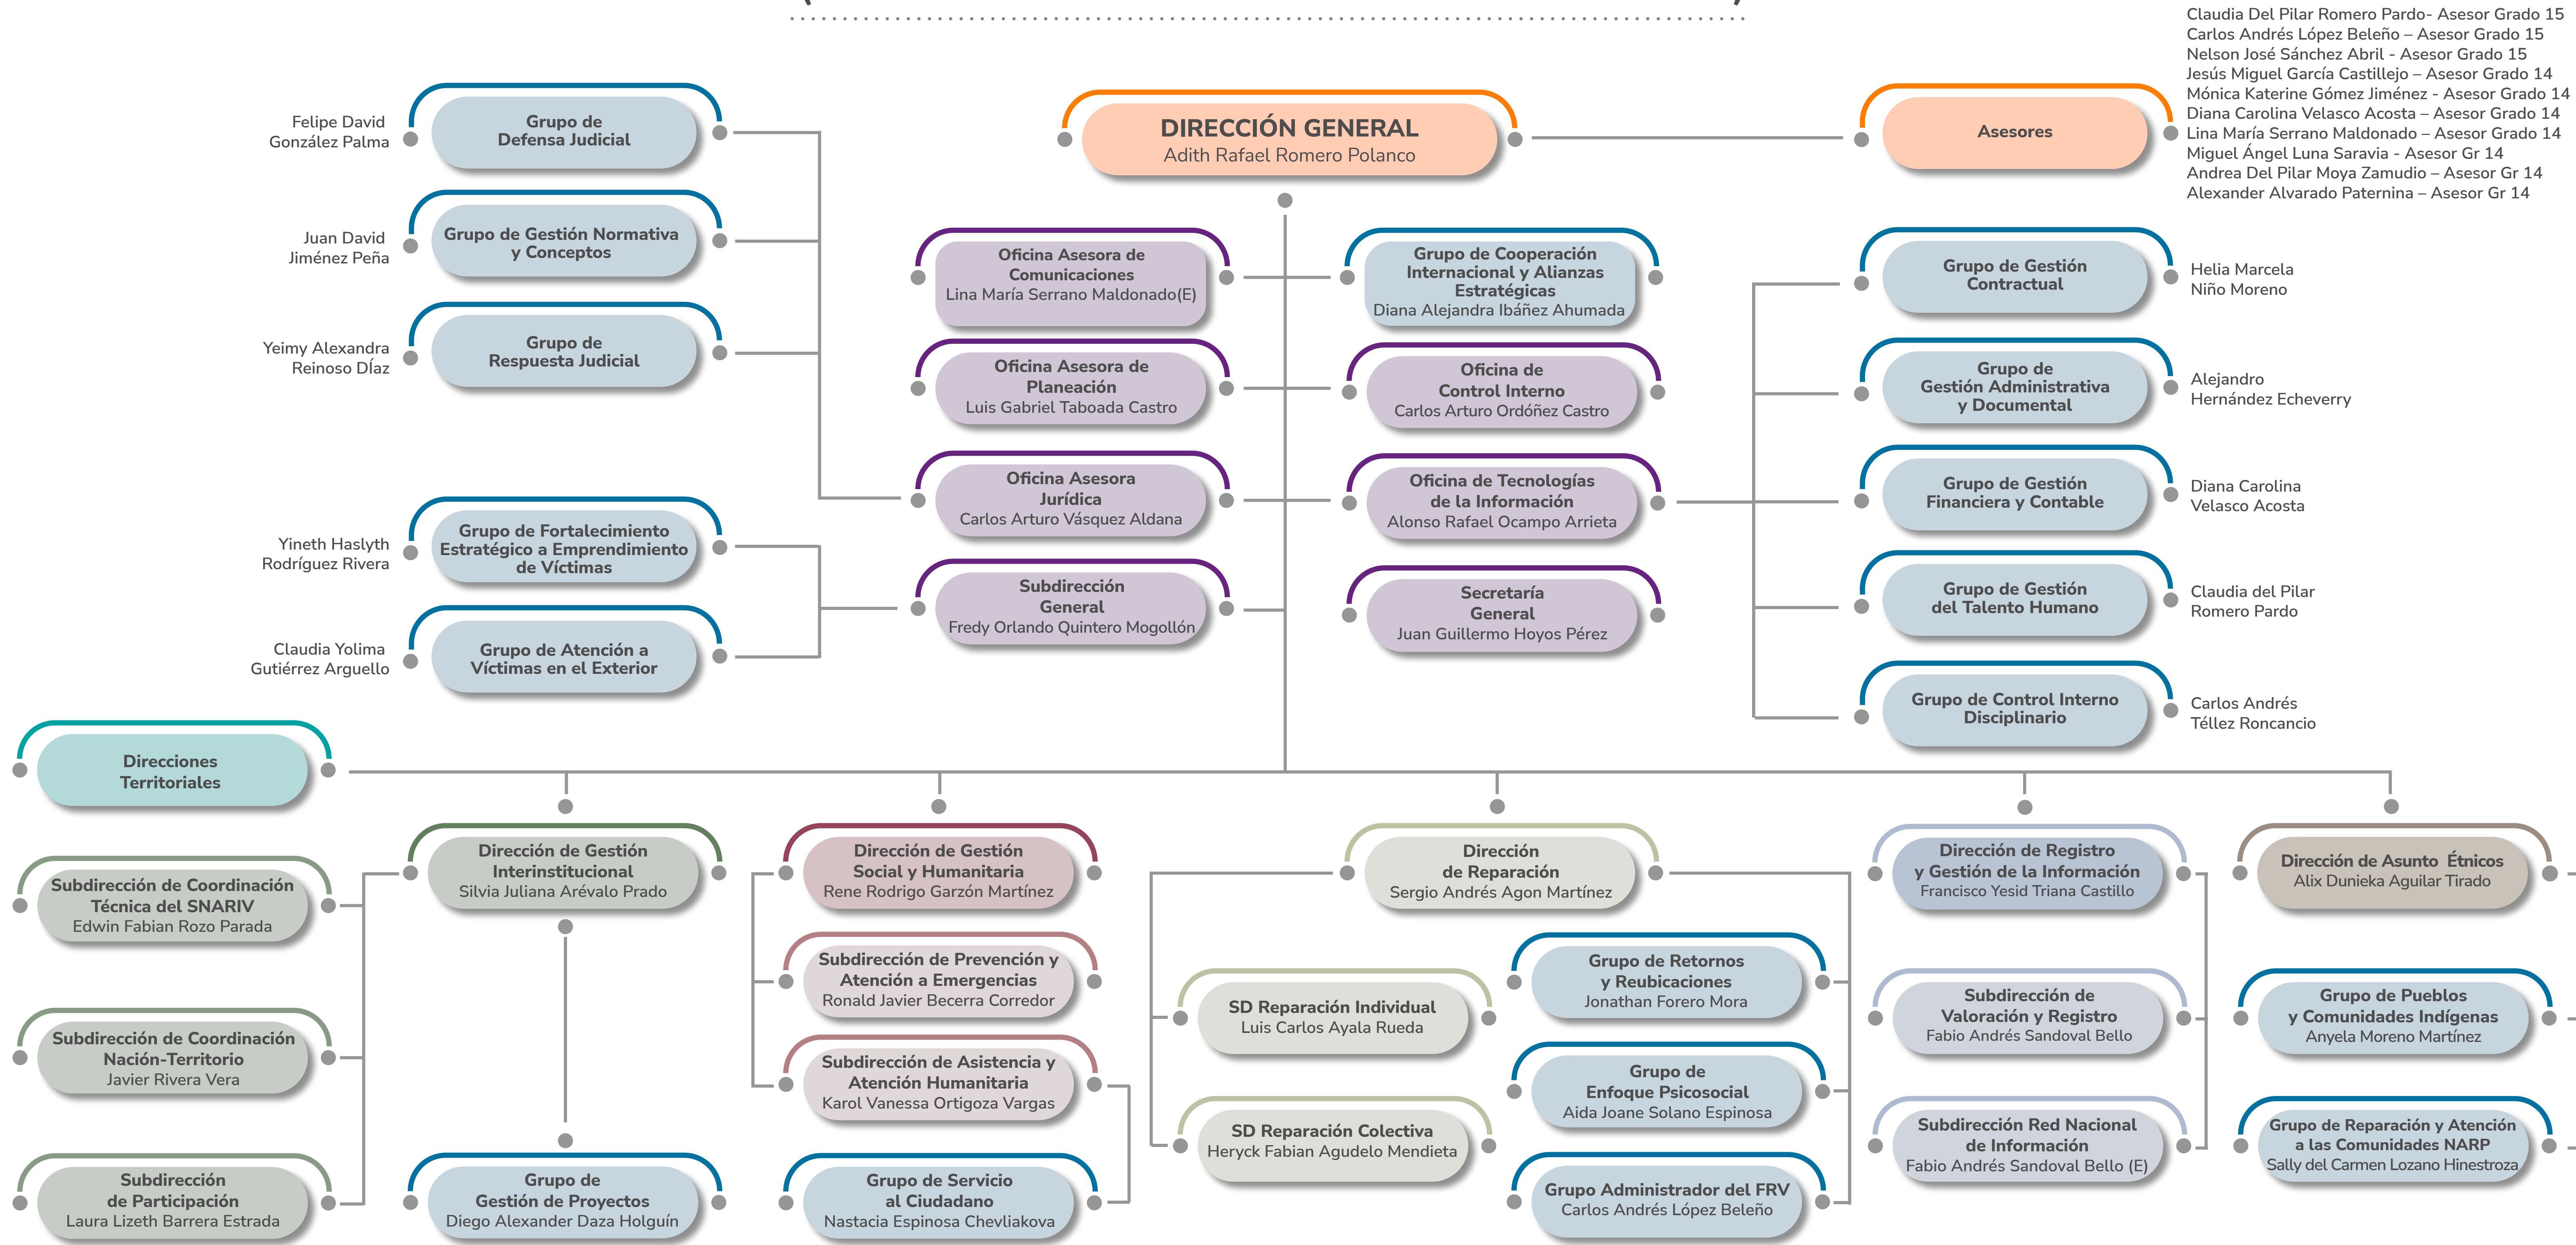 Claudia Del Pilar Romero Pardo- Asesor Grado 15
Carlos Andrés López Beleño – Asesor Grado 15
Nelson José Sánchez Abril - Asesor Grado 15
Jesús Miguel García Castillejo – Asesor Grado 14
Mónica Katerine Gómez Jiménez - Asesor Grado 14
Diana Carolina Velasco Acosta – Asesor Grado 14
Lina María Serrano Maldonado – Asesor Grado 14
Miguel Ángel Luna Saravia - Asesor Gr 14
Andrea Del Pilar Moya Zamudio – Asesor Gr 14
Alexander Alvarado Paternina – Asesor Gr 14
DIRECCIÓN GENERAL
Adith Rafael Romero Polanco
Asesores
Felipe David
González Palma
Grupo de
Defensa Judicial
Juan David
Jiménez Peña
Grupo de Gestión Normativa
y Conceptos
Yeimy Alexandra
Reinoso DÍaz
Grupo de
Respuesta Judicial
Yineth Haslyth
Rodríguez Rivera
Grupo de Fortalecimiento
Estratégico a Emprendimiento
de Víctimas
Claudia Yolima
Gutiérrez Arguello
Grupo de Atención a
Víctimas en el Exterior
Oficina Asesora de
Comunicaciones
Lina María Serrano Maldonado(E)
Oficina Asesora de
Planeación
Luis Gabriel Taboada Castro
Oficina Asesora
Jurídica
Carlos Arturo Vásquez Aldana
Subdirección
General
Fredy Orlando Quintero Mogollón
Grupo de Cooperación
Internacional y Alianzas
Estratégicas
Diana Alejandra Ibáñez Ahumada
Oficina de
Control Interno
Carlos Arturo Ordóñez Castro
Oficina de Tecnologías
de la Información
Alonso Rafael Ocampo Arrieta
Secretaría
General
Juan Guillermo Hoyos Pérez
Grupo de Gestión
Contractual
Helia Marcela
Niño Moreno
Grupo de
Gestión Administrativa
y Documental
Alejandro
Hernández Echeverry
Grupo de Gestión
Financiera y Contable
Diana Carolina
Velasco Acosta
Grupo de Gestión
del Talento Humano
Claudia del Pilar
Romero Pardo
Grupo de Control Interno
Disciplinario
Carlos Andrés
Téllez Roncancio
Direcciones
Territoriales
Subdirección de Coordinación
Técnica del SNARIV
Edwin Fabian Rozo Parada
Subdirección de Coordinación
Nación-Territorio
Javier Rivera Vera
Subdirección
de Participación
Laura Lizeth Barrera Estrada
Dirección de Gestión
Interinstitucional
Silvia Juliana Arévalo Prado
Grupo de
Gestión de Proyectos
Diego Alexander Daza Holguín
Dirección de Gestión
Social y Humanitaria
Rene Rodrigo Garzón Martínez
Subdirección de Prevención y
Atención a Emergencias
Ronald Javier Becerra Corredor
Subdirección de Asistencia y
Atención Humanitaria
Karol Vanessa Ortigoza Vargas
Grupo de Servicio
al Ciudadano
Nastacia Espinosa Chevliakova
Dirección
de Reparación
Sergio Andrés Agon Martínez
SD Reparación Individual
Luis Carlos Ayala Rueda
SD Reparación Colectiva
Heryck Fabian Agudelo Mendieta
Grupo de Retornos
y Reubicaciones
Jonathan Forero Mora
Grupo de
Enfoque Psicosocial
Aida Joane Solano Espinosa
Grupo Administrador del FRV
Carlos Andrés López Beleño
Dirección de Registro
y Gestión de la Información
Francisco Yesid Triana Castillo
Subdirección de
Valoración y Registro
Fabio Andrés Sandoval Bello
Subdirección Red Nacional
de Información
Fabio Andrés Sandoval Bello (E)
Dirección de Asunto Étnicos
Alix Dunieka Aguilar Tirado
Grupo de Pueblos
y Comunidades Indígenas
Anyela Moreno Martínez
Grupo de Reparación y Atención
a las Comunidades NARP
Sally del Carmen Lozano Hinestroza